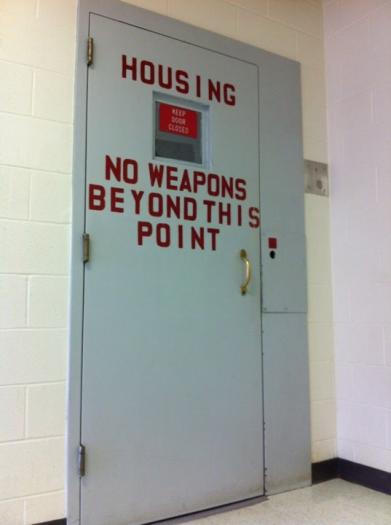 HOUSING
KEEP
DOOR
CLOSED
NO WEAPONS
BEYOND THIS
POINT